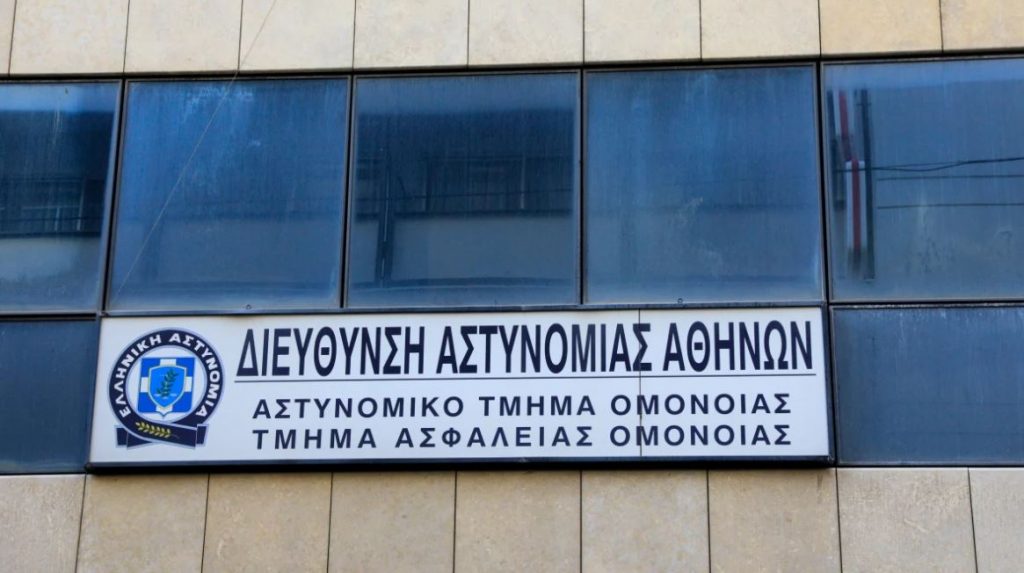 ΕΛΛΗΝΙΚΗ ΑΣΤΥΝΟΜΙΑ
ΔΙΕΥΘΥΝΣΗ ΑΣΤΥΝΟΜΙΑΣ ΑΘΗΝΩΝ
ΑΣΤΥΝΟΜΙΚΟ ΤΜΗΜΑ ΟΜΟΝΟΙΑΣ
ΤΜΗΜΑ ΑΣΦΑΛΕΙΑΣ ΟΜΟΝΟΙΑΣ